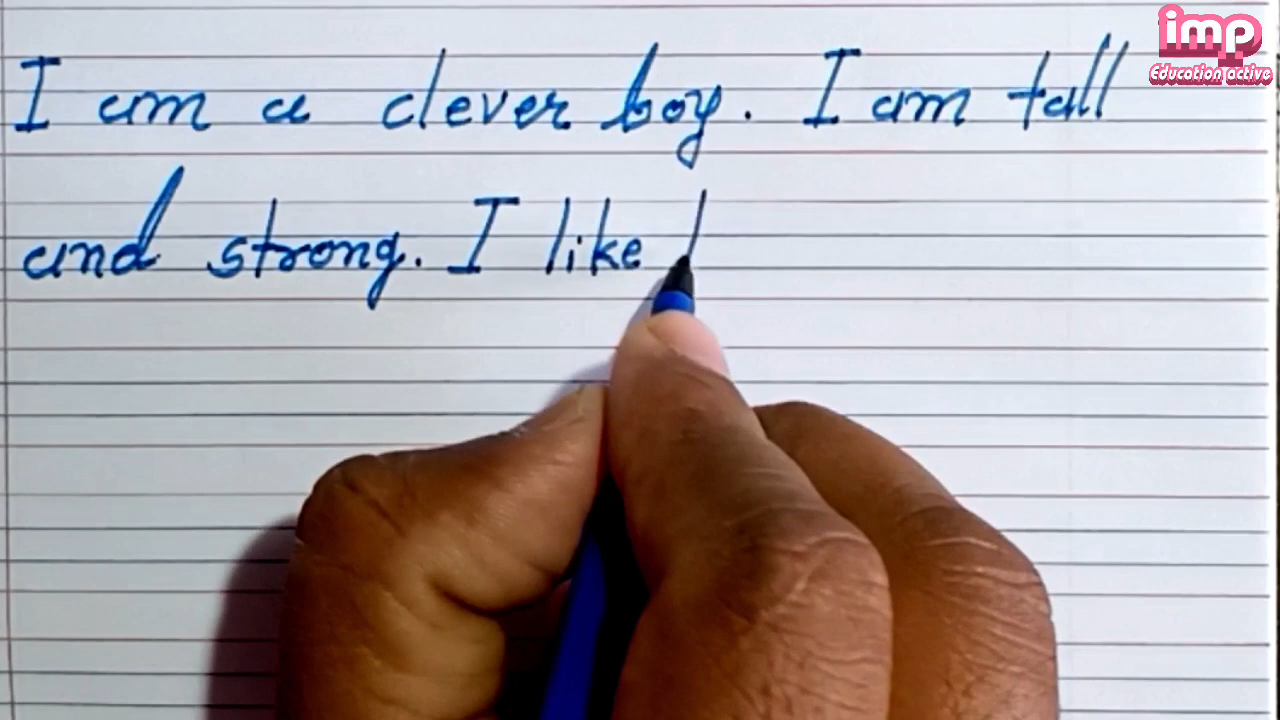 imp
Education active
I am a clever boy. I am tall
and strong. I like